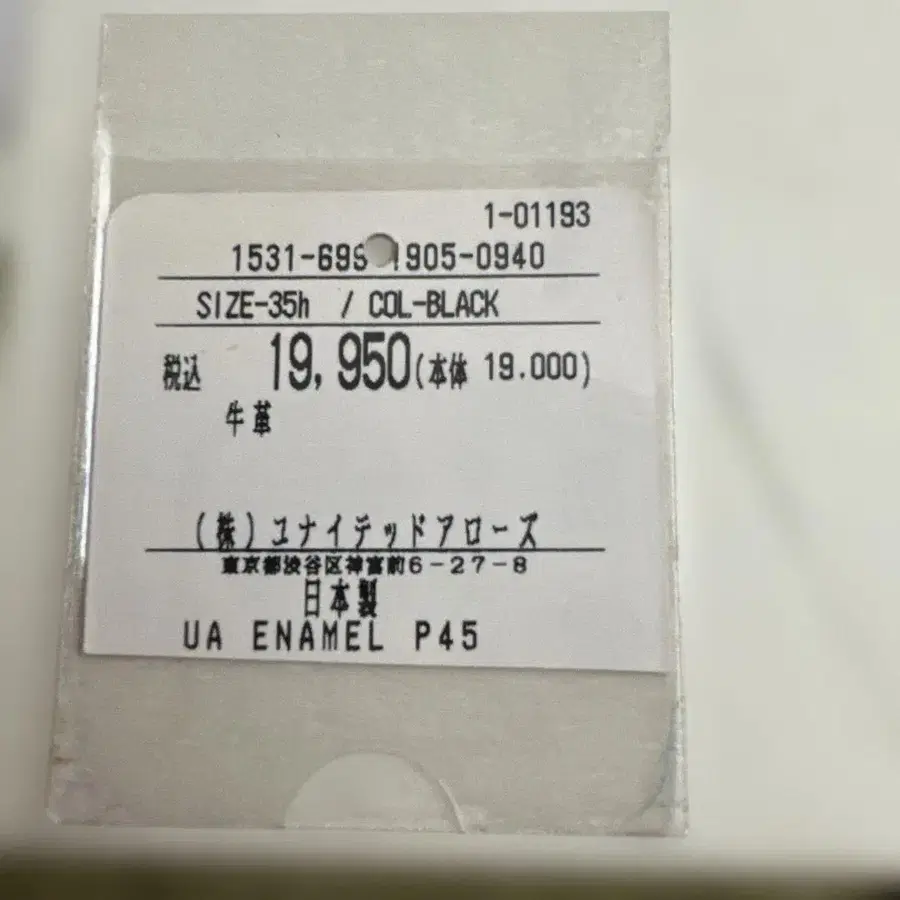 1-01193
1531-699 1905-0940
SIZE-35h / COL-BLACK
税込 19,950(本体 19.000)
牛革
(株)ユナイテッドアローズ
東京都渋谷区神宮前6-27-8
日本製
UA ENAMEL P45